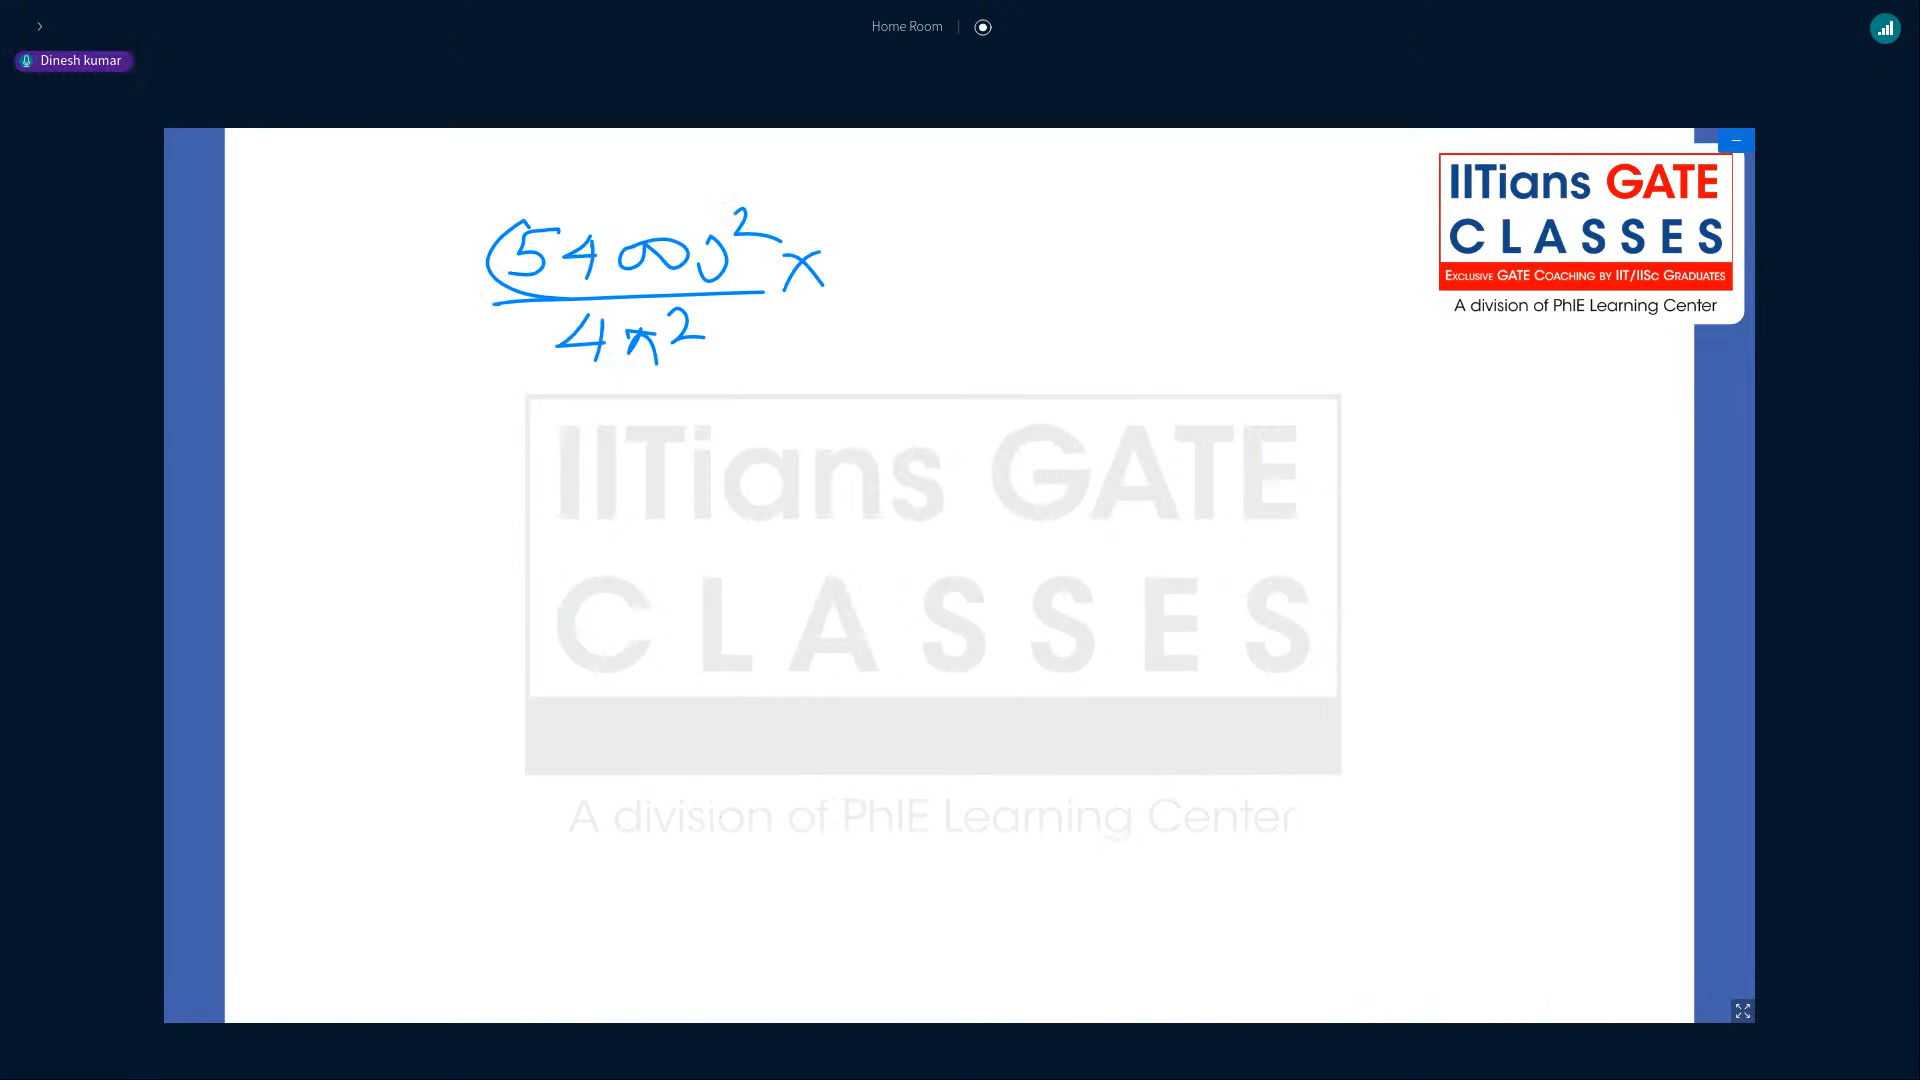 Home Room
Dinesh kumar
IITians GATE
CLASSES
EXCLUSIVE GATE COACHING BY IIT/IISc GRADUATES
A division of PhIE Learning Center
(5400)² x
4π²
IITians GATE
CLASSES
A division of PhIE Learning Center